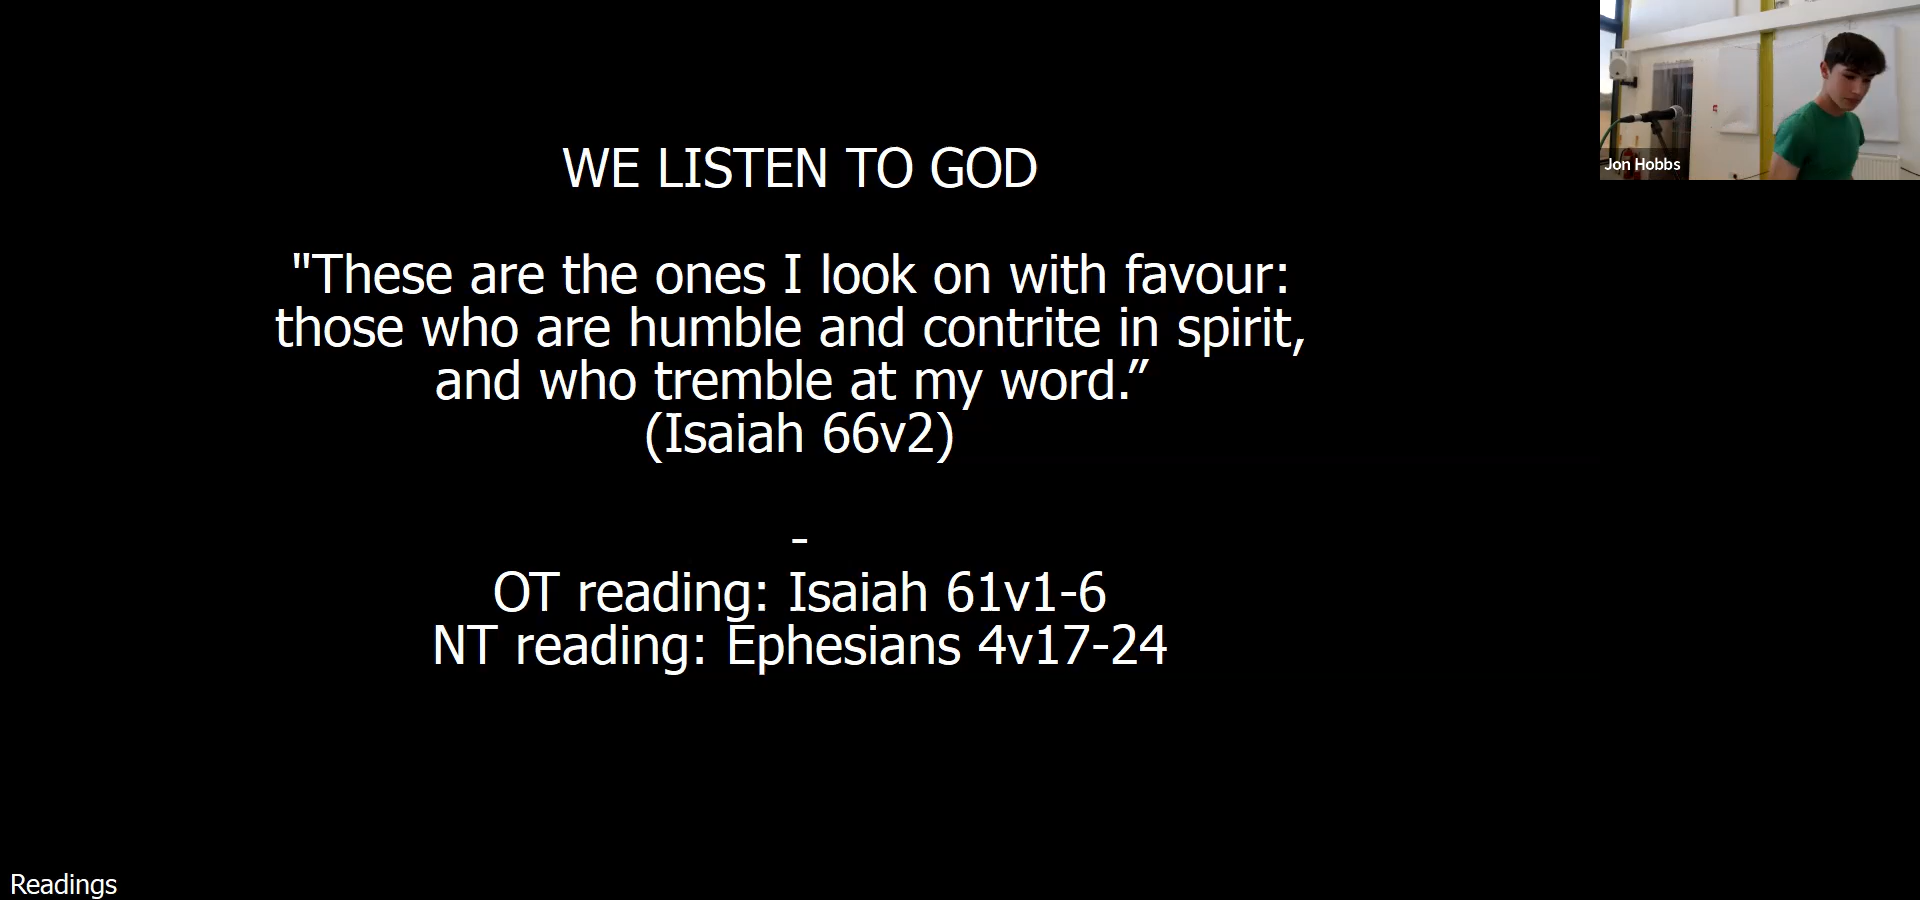 WE LISTEN TO GOD
"These are the ones I look on with favour:
those who are humble and contrite in spirit,
and who tremble at my word.”
(Isaiah 66v2)
-
OT reading: Isaiah 61v1-6
NT reading: Ephesians 4v17-24
Readings
Jon Hobbs